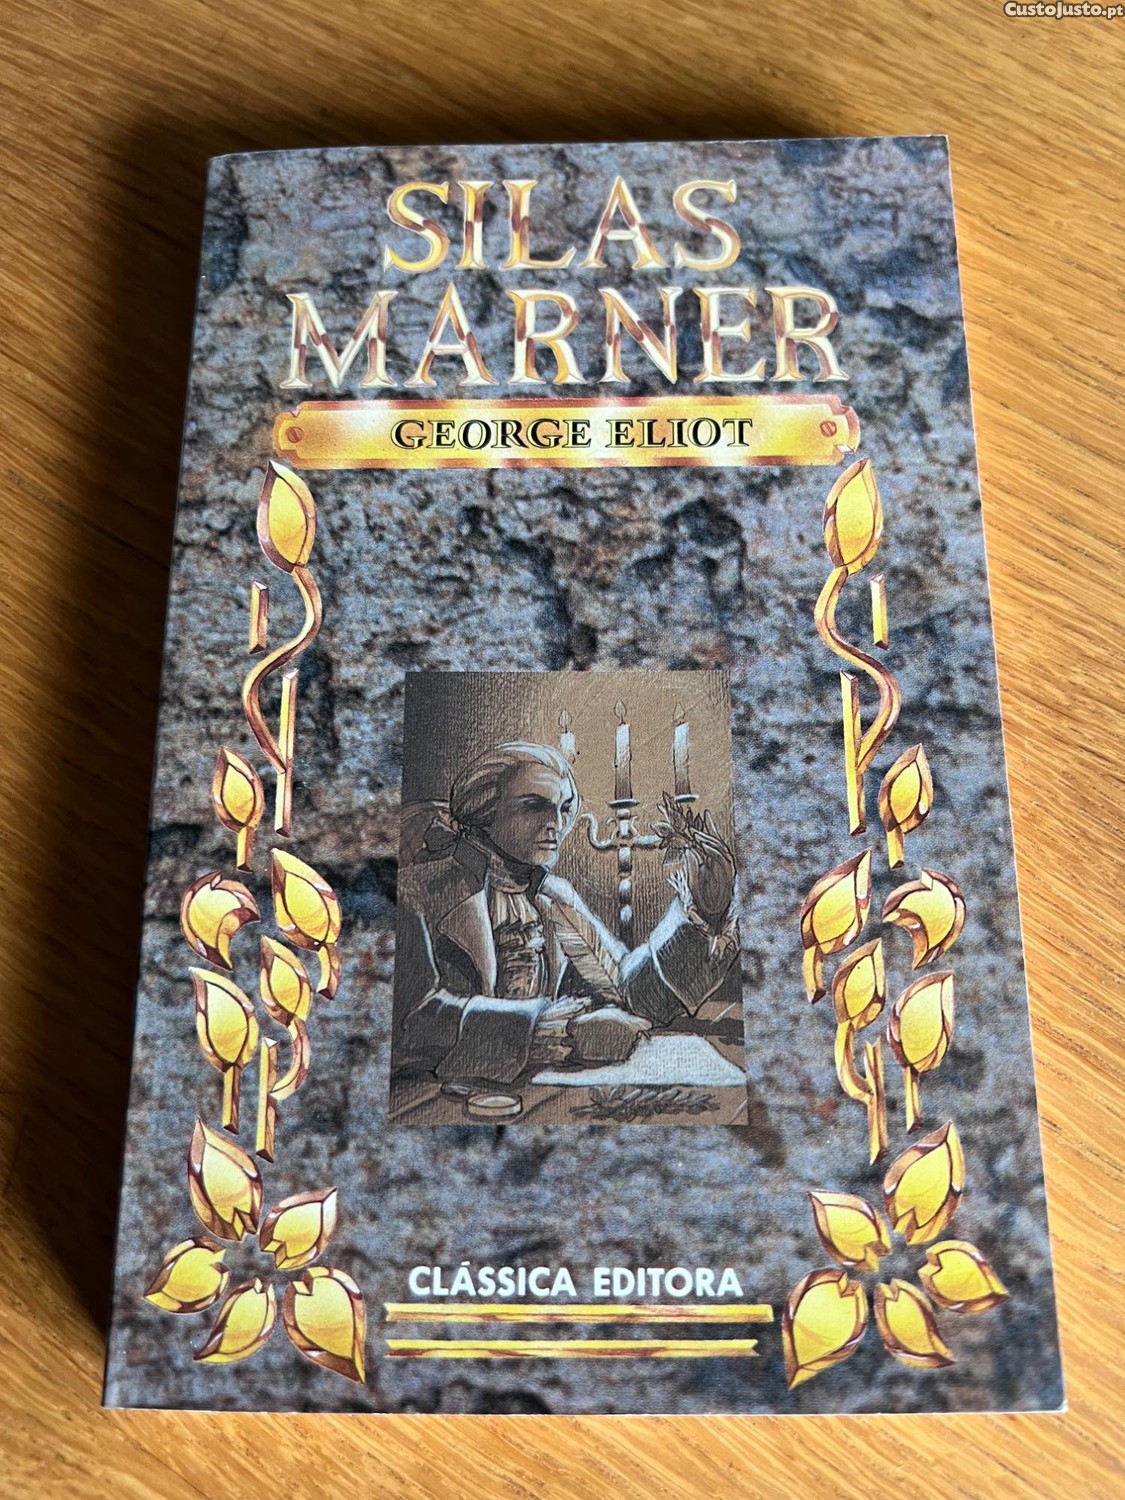 CustoJusto.pt
SILAS
MARNER
GEORGE ELIOT
CLÁSSICA EDITORA